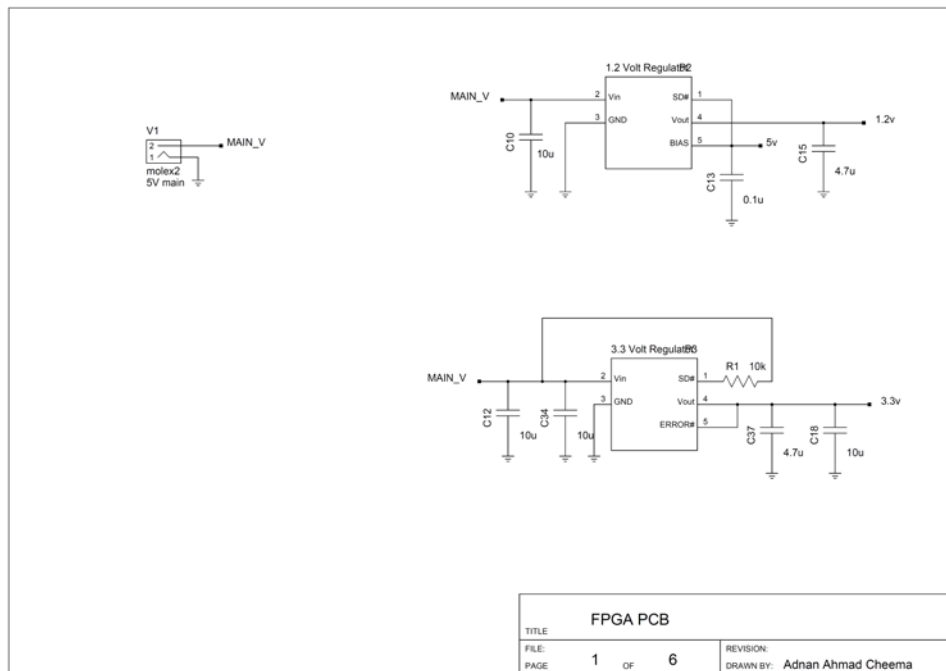 1.2 Volt Regulator
MAIN_V
2 Vin
SD# 1
3 GND
Vout 4
1.2v
BIAS 5
5v
C10
10u
C13
0.1u
C15
4.7u
V1
2
1
MAIN_V
molex2
5V main
3.3 Volt Regulator
R1 10k
MAIN_V
2 Vin
SD# 1
3 GND
Vout 4
3.3v
ERROR# 5
C12
10u
C34
10u
C37
4.7u
C18
10u
TITLE FPGA PCB
FILE:
REVISION:
PAGE 1 OF 6
DRAWN BY: Adnan Ahmad Cheema